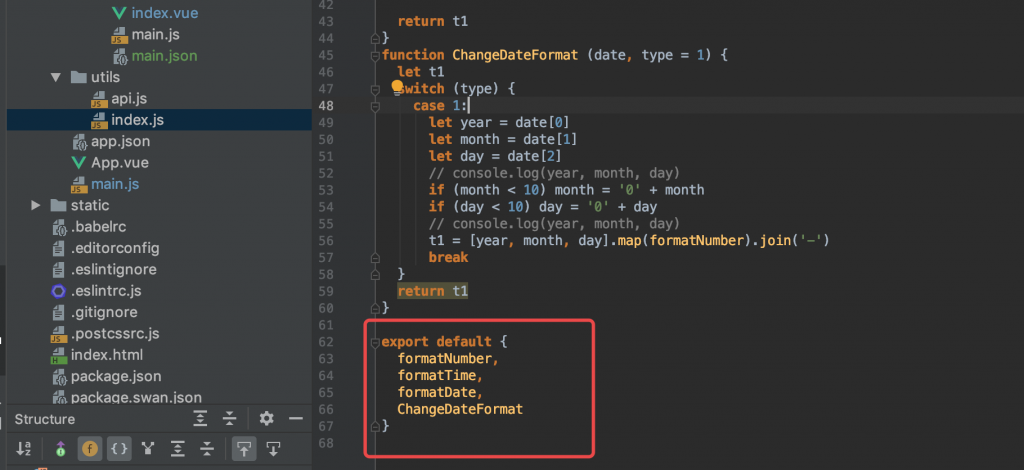 index.vue
main.js
main.json
utils
api.js
index.js
app.json
App.vue
main.js
static
.babelrc
.editorconfig
.eslintignore
.eslintrc.js
.gitignore
.postcssrc.js
index.html
package.json
package.swan.json
Structure
42
43 return t1
44 }
45 function ChangeDateFormat (date, type = 1) {
46 let t1
47 switch (type) {
48 case 1:
49 let year = date[0]
50 let month = date[1]
51 let day = date[2]
52 // console.log(year, month, day)
53 if (month < 10) month = '0' + month
54 if (day < 10) day = '0' + day
55 // console.log(year, month, day)
56 t1 = [year, month, day].map(formatNumber).join('-')
57 break
58 }
59 return t1
60 }
61
62 export default {
63 formatNumber,
64 formatTime,
65 formatDate,
66 ChangeDateFormat
67 }
68